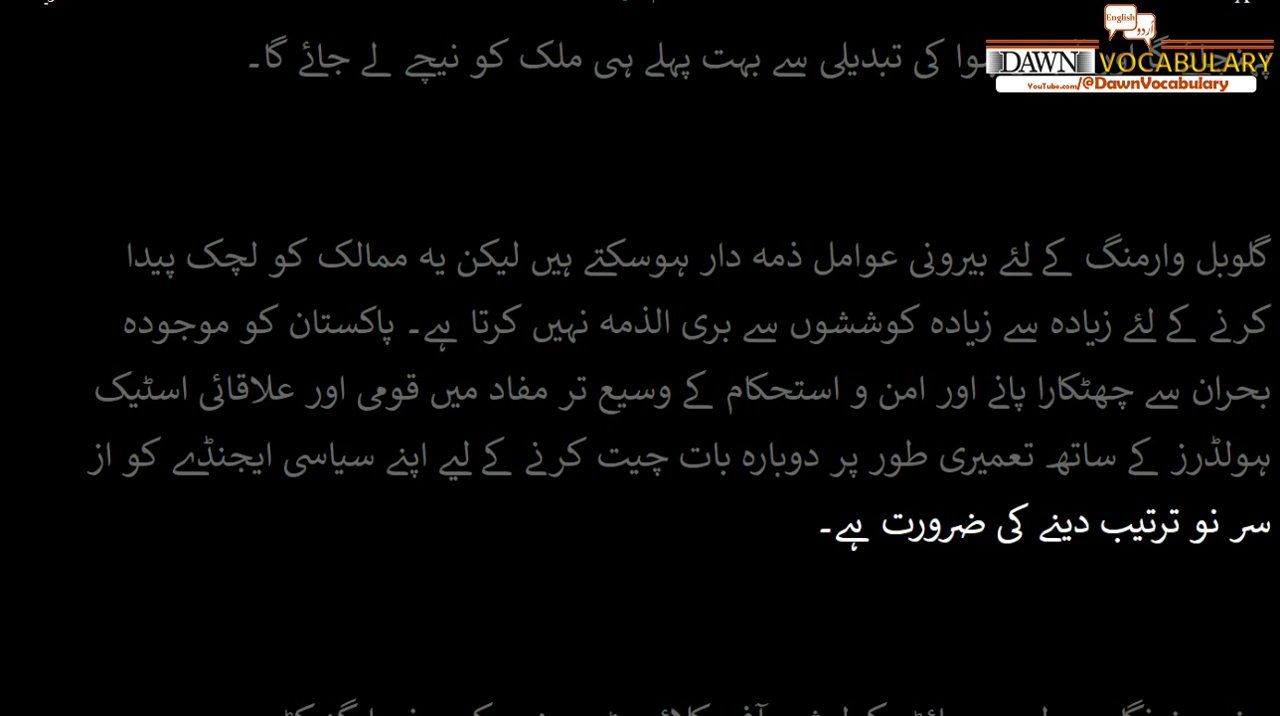 English
اُردو
DAWN VOCABULARY
YouTube.com/@DawnVocabulary
کی تبدیلی سے بہت پہلے ہی ملک کو نیچے لے جائے گا۔
گلوبل وارمنگ کے لئے بیرونی عوامل ذمہ دار ہوسکتے ہیں لیکن یہ ممالک کو لچک پیدا
کرنے کے لئے زیادہ سے زیادہ کوششوں سے بری الذمہ نہیں کرتا ہے۔ پاکستان کو موجودہ
بحران سے چھٹکارا پانے اور امن و استحکام کے وسیع تر مفاد میں قومی اور علاقائی اسٹیک
ہولڈرز کے ساتھ تعمیری طور پر دوبارہ بات چیت کرنے کے لیے اپنے سیاسی ایجنڈے کو از
سر نو ترتیب دینے کی ضرورت ہے۔